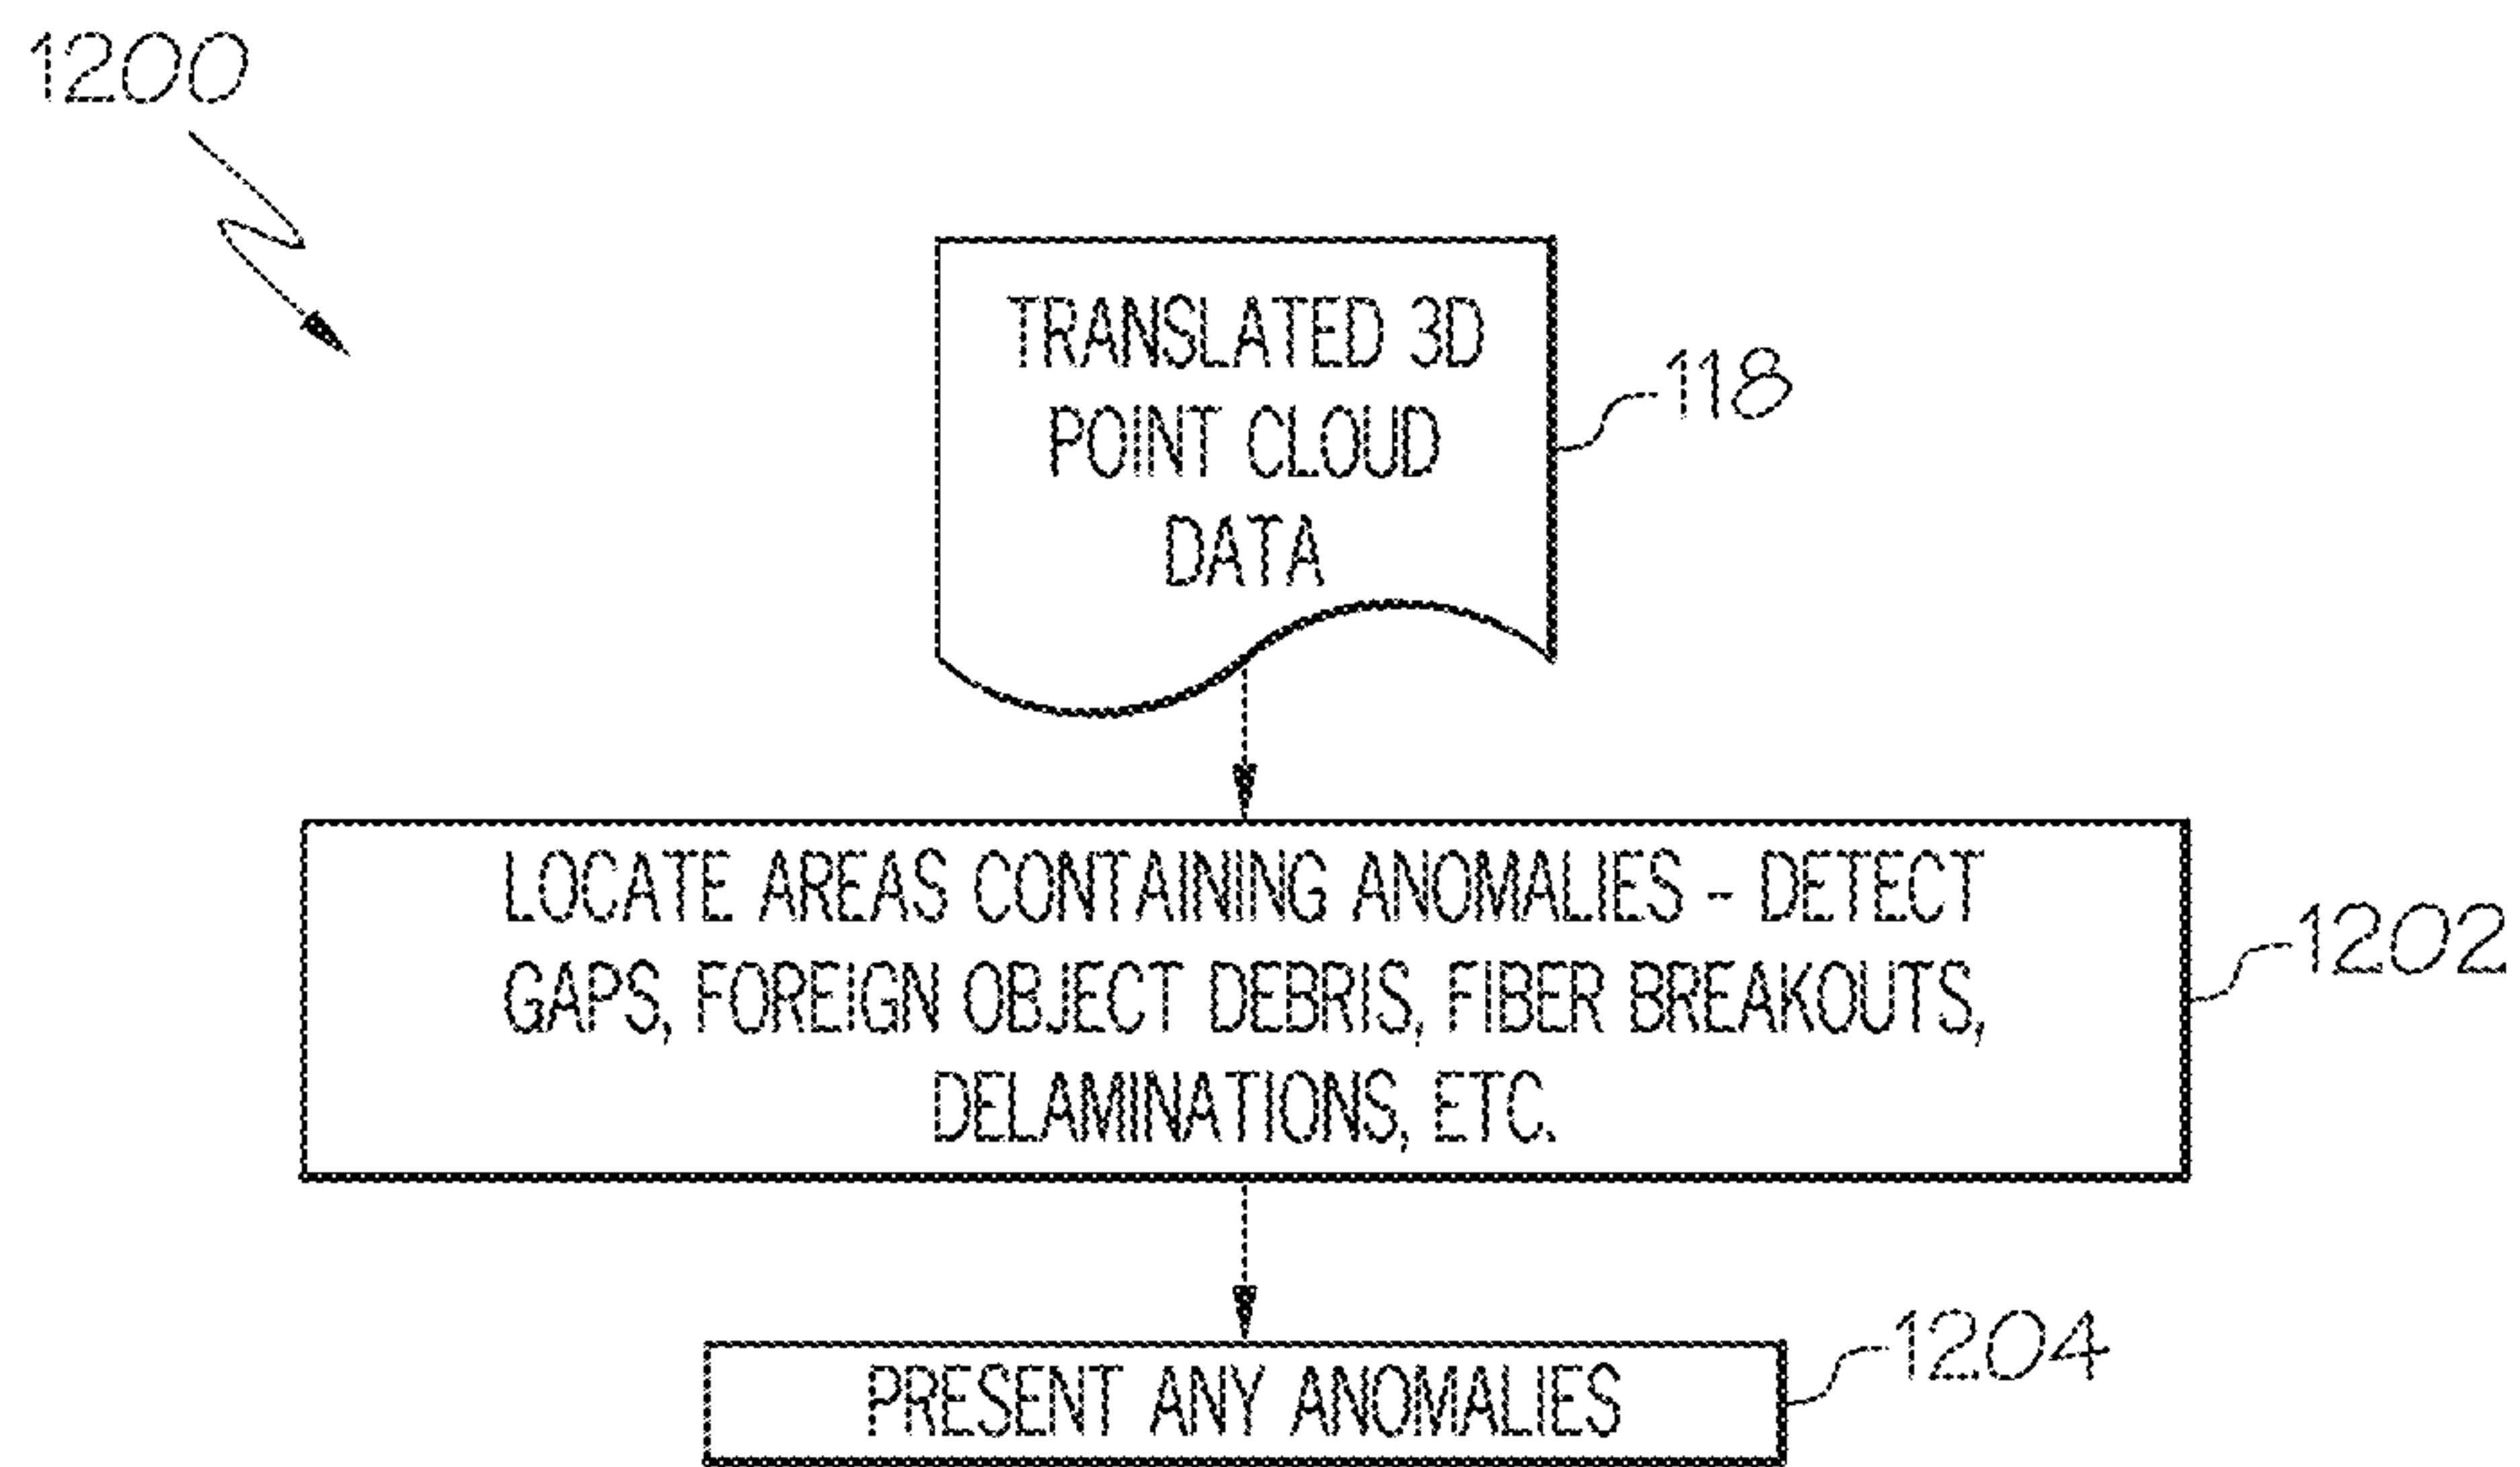 1200
TRANSLATED 3D
POINT CLOUD
DATA
118
LOCATE AREAS CONTAINING ANOMALIES - DETECT
GAPS, FOREIGN OBJECT DEBRIS, FIBER BREAKOUTS,
DELAMINATIONS, ETC.
1202
PRESENT ANY ANOMALIES
1204